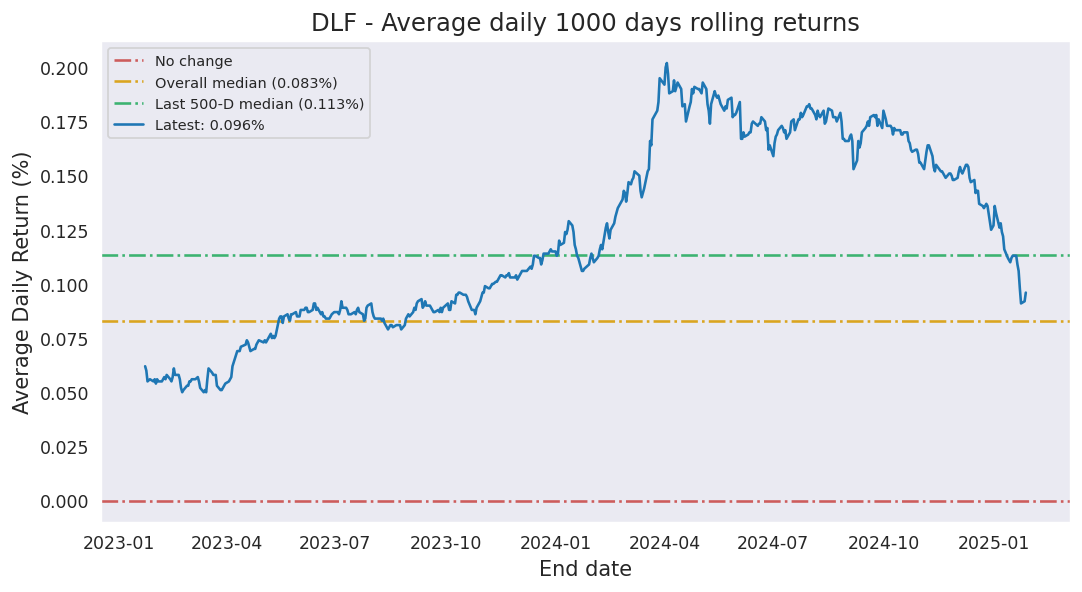 DLF - Average daily 1000 days rolling returns
No change
Overall median (0.083%)
Last 500-D median (0.113%)
Latest: 0.096%
Average Daily Return (%)
0.200
0.175
0.150
0.125
0.100
0.075
0.050
0.025
0.000
2023-01 2023-04 2023-07 2023-10 2024-01 2024-04 2024-07 2024-10 2025-01
End date